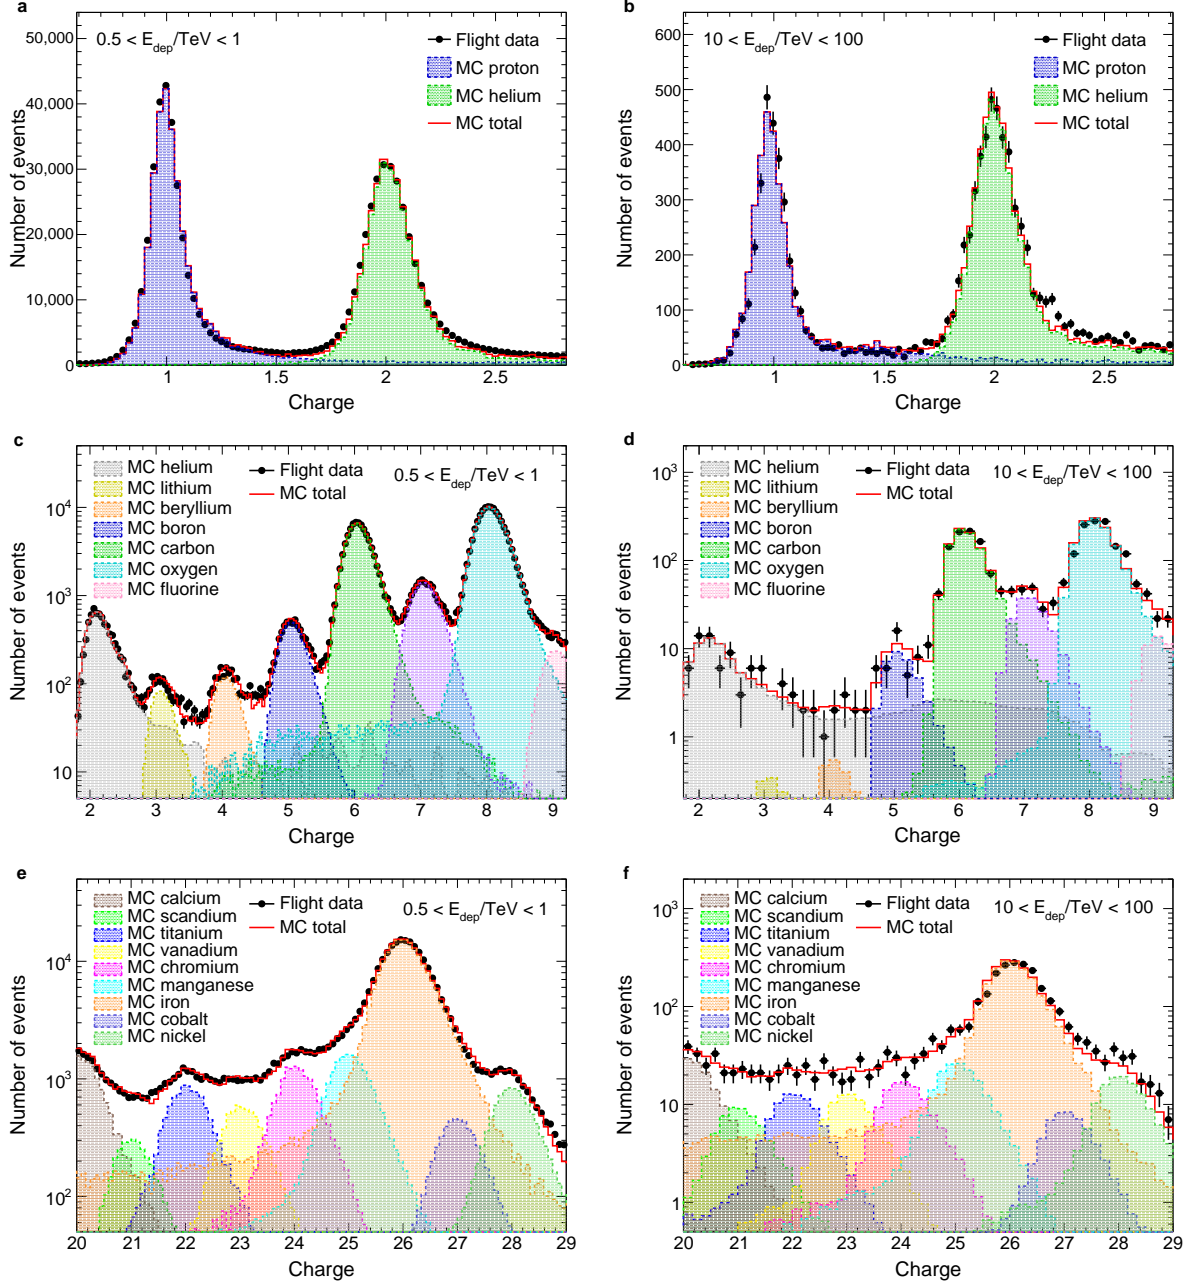 a
0.5 < E_dep/TeV < 1
Flight data
MC proton
MC helium
MC total
Number of events
50,000
40,000
30,000
20,000
10,000
0
1
1.5
2
2.5
Charge
b
10 < E_dep/TeV < 100
Flight data
MC proton
MC helium
MC total
Number of events
600
500
400
300
200
100
0
1
1.5
2
2.5
Charge
c
MC helium
MC lithium
MC beryllium
MC boron
MC carbon
MC oxygen
MC fluorine
Flight data
MC total
0.5 < E_dep/TeV < 1
Number of events
10^4
10^3
10^2
10
2 3 4 5 6 7 8 9
Charge
d
MC helium
MC lithium
MC beryllium
MC boron
MC carbon
MC oxygen
MC fluorine
Flight data
MC total
10 < E_dep/TeV < 100
Number of events
10^3
10^2
10
1
2 3 4 5 6 7 8 9
Charge
e
MC calcium
MC scandium
MC titanium
MC vanadium
MC chromium
MC manganese
MC iron
MC cobalt
MC nickel
Flight data
MC total
0.5 < E_dep/TeV < 1
Number of events
10^4
10^3
10^2
20 21 22 23 24 25 26 27 28 29
Charge
f
MC calcium
MC scandium
MC titanium
MC vanadium
MC chromium
MC manganese
MC iron
MC cobalt
MC nickel
Flight data
MC total
10 < E_dep/TeV < 100
Number of events
10^3
10^2
10
1
20 21 22 23 24 25 26 27 28 29
Charge